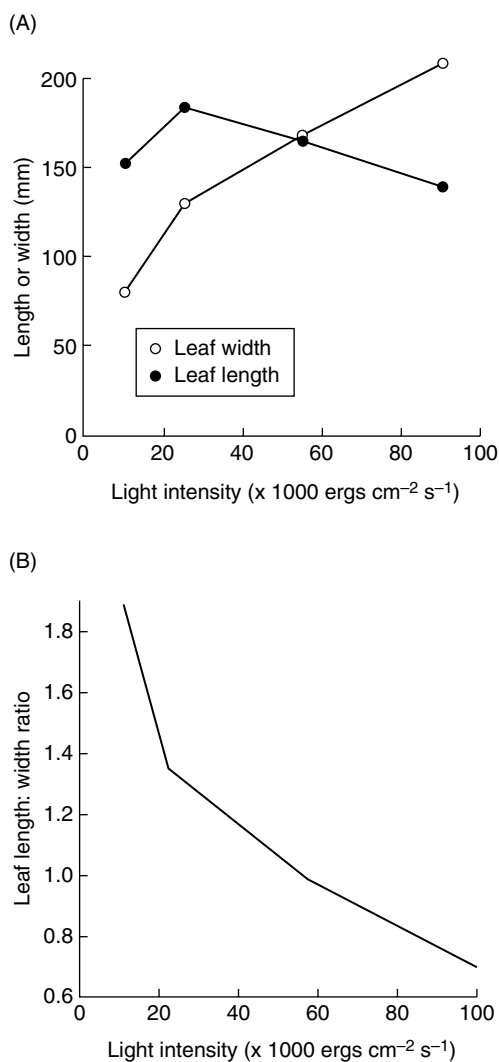 (A)
Length or width (mm)
200
150
100
50
0
Leaf width
Leaf length
0 20 40 60 80 100
Light intensity (x 1000 ergs cm⁻² s⁻¹)
(B)
Leaf length: width ratio
1.8
1.6
1.4
1.2
1.0
0.8
0.6
0 20 40 60 80 100
Light intensity (x 1000 ergs cm⁻² s⁻¹)